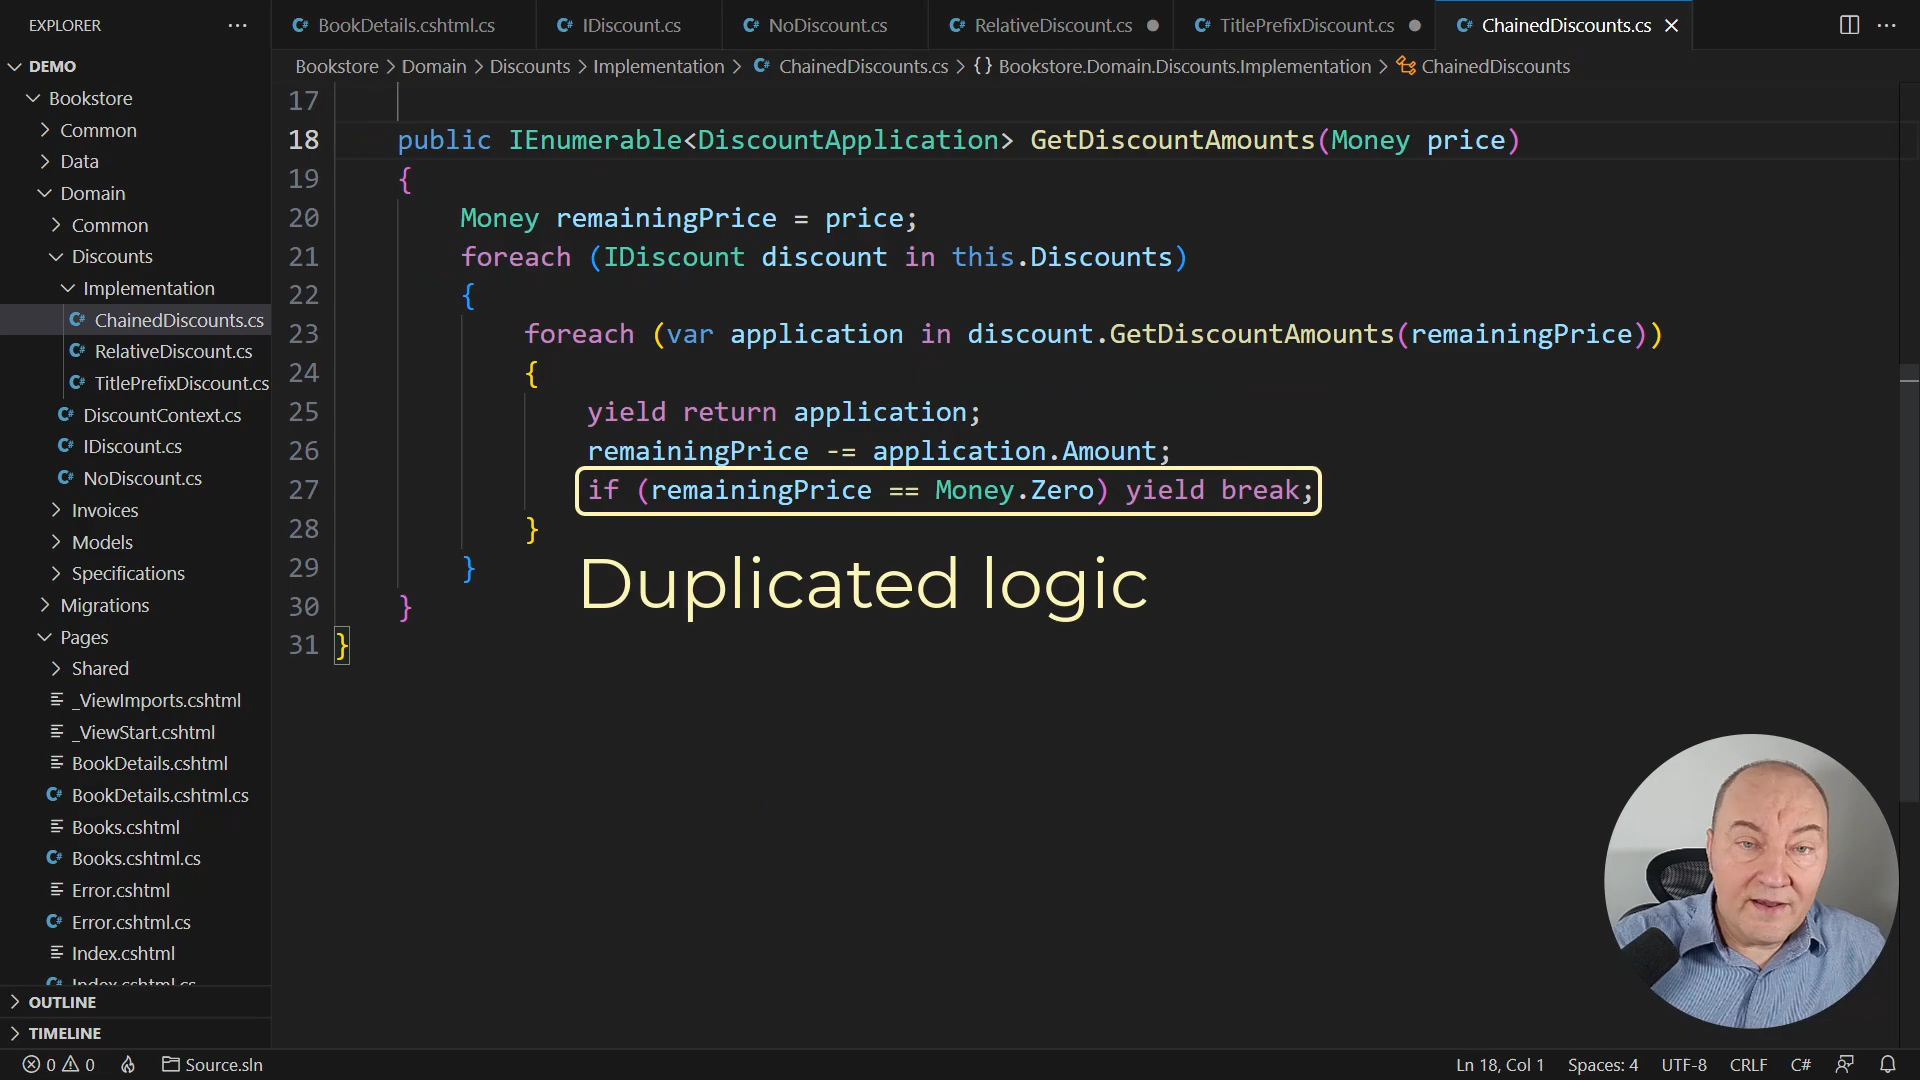 EXPLORER
BookDetails.cshtml.cs
IDiscount.cs
NoDiscount.cs
RelativeDiscount.cs
TitlePrefixDiscount.cs
ChainedDiscounts.cs
Bookstore > Domain > Discounts > Implementation > C# ChainedDiscounts.cs > {} Bookstore.Domain.Discounts.Implementation > ChainedDiscounts
DEMO
Bookstore
Common
Data
Domain
Common
Discounts
Implementation
ChainedDiscounts.cs
RelativeDiscount.cs
TitlePrefixDiscount.cs
DiscountContext.cs
IDiscount.cs
NoDiscount.cs
Invoices
Models
Specifications
Migrations
Pages
Shared
_ViewImports.cshtml
_ViewStart.cshtml
BookDetails.cshtml
BookDetails.cshtml.cs
Books.cshtml
Books.cshtml.cs
Error.cshtml
Error.cshtml.cs
Index.cshtml
Index.cshtml.cs
OUTLINE
TIMELINE
17
18 public IEnumerable<DiscountApplication> GetDiscountAmounts(Money price)
19 {
20 Money remainingPrice = price;
21 foreach (IDiscount discount in this.Discounts)
22 {
23 foreach (var application in discount.GetDiscountAmounts(remainingPrice))
24 {
25 yield return application;
26 remainingPrice -= application.Amount;
27 if (remainingPrice == Money.Zero) yield break;
28 }
29 }
30 }
31 }
Duplicated logic
0 0 Source.sln
Ln 18, Col 1 Spaces: 4 UTF-8 CRLF C#